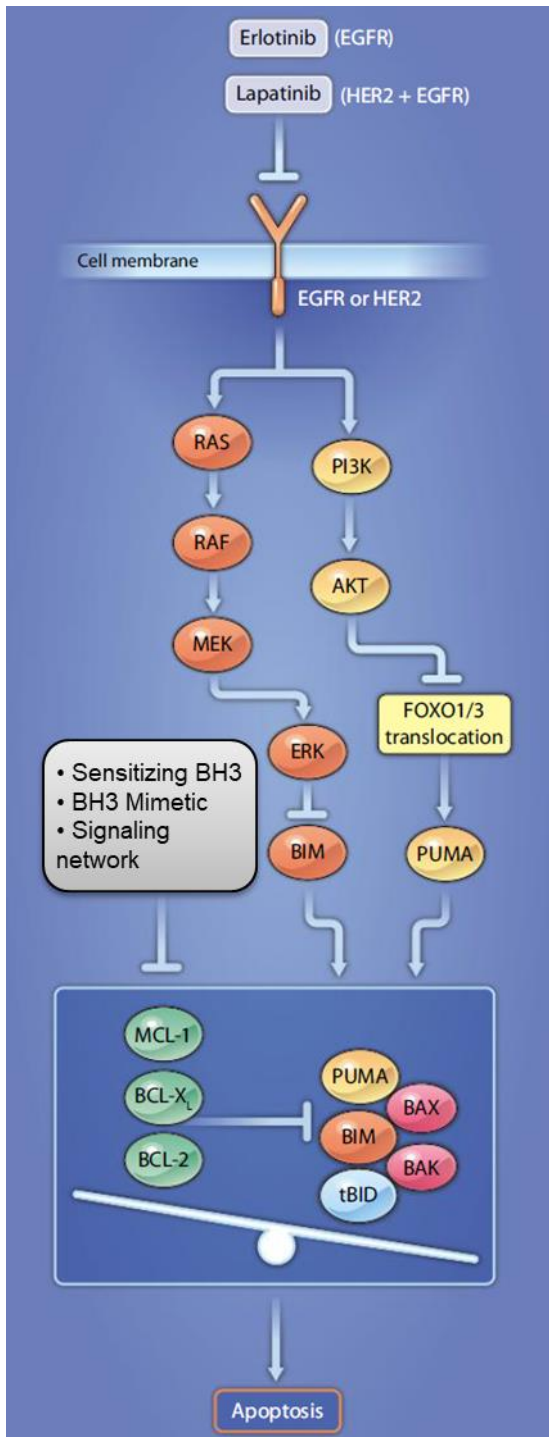 Erlotinib (EGFR)
Lapatinib (HER2 + EGFR)
Cell membrane
EGFR or HER2
RAS
PI3K
RAF
AKT
MEK
FOXO1/3
translocation
ERK
• Sensitizing BH3
• BH3 Mimetic
• Signaling
network
BIM
PUMA
MCL-1
PUMA
BCL-XL
BAX
BIM
BCL-2
BAK
tBID
Apoptosis